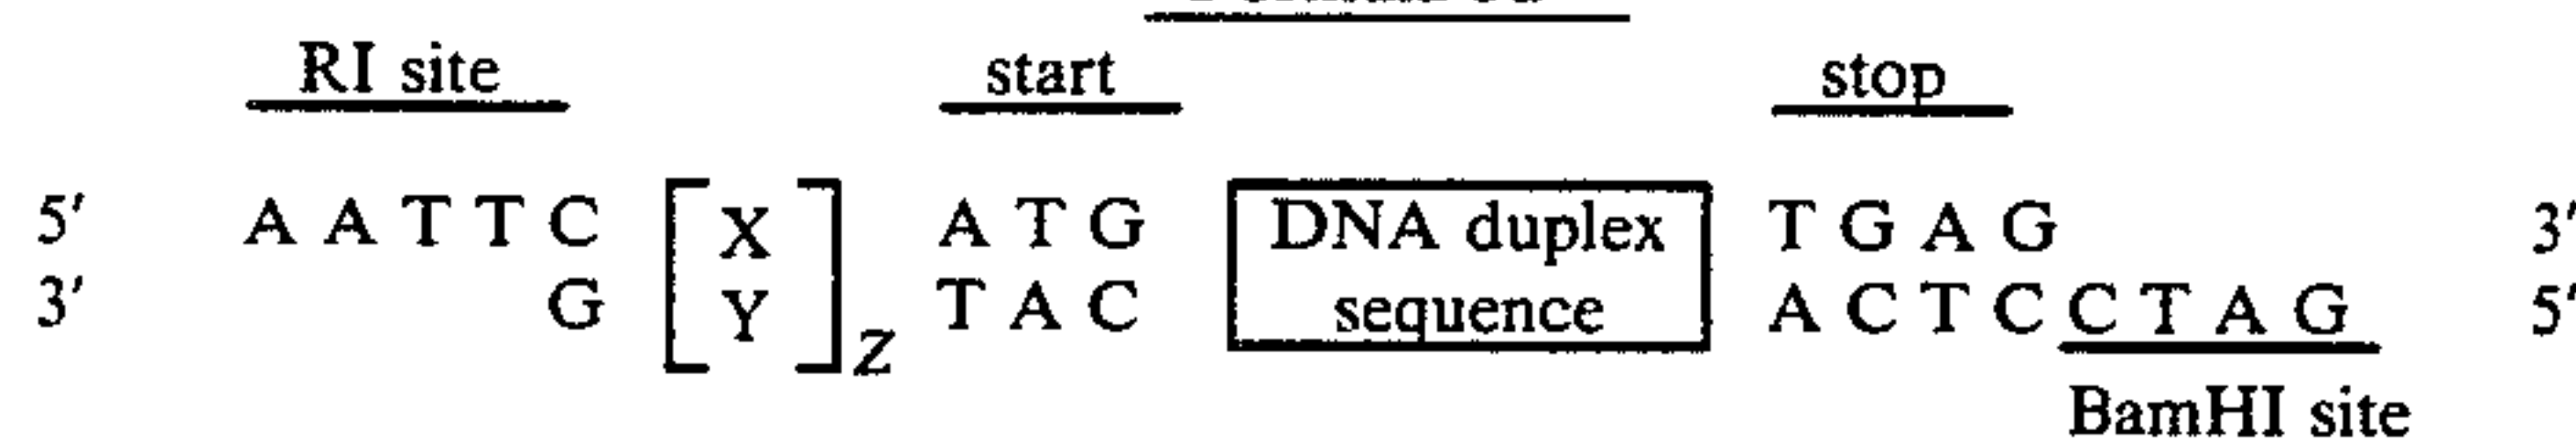 RI site start stop
5′ A A T T C [ X ] A T G DNA duplex T G A G 3′
3′ G [ Y ]Z T A C sequence A C T C C T A G 5′
BamHI site